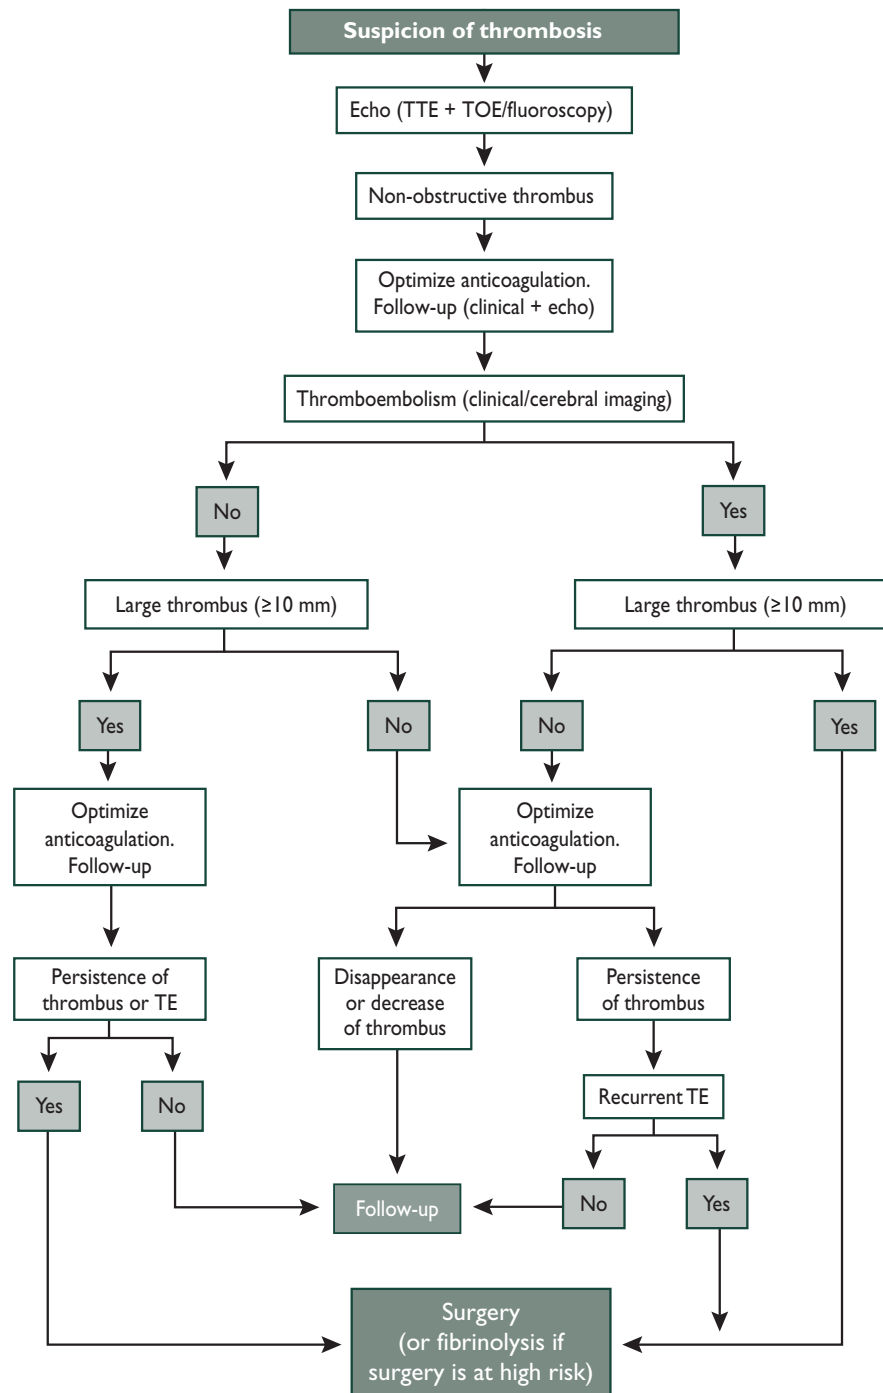 Suspicion of thrombosis
Echo (TTE + TOE/fluoroscopy)
Non-obstructive thrombus
Optimize anticoagulation.
Follow-up (clinical + echo)
Thromboembolism (clinical/cerebral imaging)
No
Yes
Large thrombus (≥10 mm)
Large thrombus (≥10 mm)
Yes
No
No
Yes
Optimize
anticoagulation.
Follow-up
Optimize
anticoagulation.
Follow-up
Persistence of
thrombus or TE
Disappearance
or decrease
of thrombus
Persistence
of thrombus
Recurrent TE
Yes
No
No
Yes
Follow-up
Surgery
(or fibrinolysis if
surgery is at high risk)